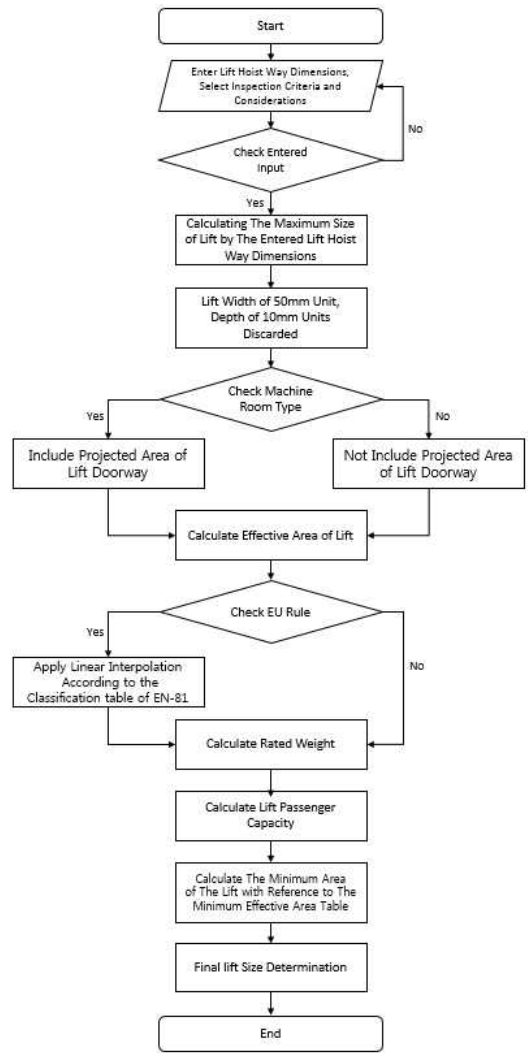 Start
Enter Lift Hoist Way Dimensions,
Select Inspection Criteria and
Considerations
No
Check Entered
Input
Yes
Calculating The Maximum Size
of Lift by The Entered Lift Hoist
Way Dimensions
Lift Width of 50mm Unit,
Depth of 10mm Units
Discarded
Check Machine
Room Type
Yes
No
Include Projected Area of
Lift Doorway
Not Include Projected Area
of Lift Doorway
Calculate Effective Area of Lift
Check EU Rule
Yes
No
Apply Linear Interpolation
According to the
Classification table of EN-81
Calculate Rated Weight
Calculate Lift Passenger
Capacity
Calculate The Minimum Area
of The Lift with Reference to The
Minimum Effective Area Table
Final lift Size Determination
End